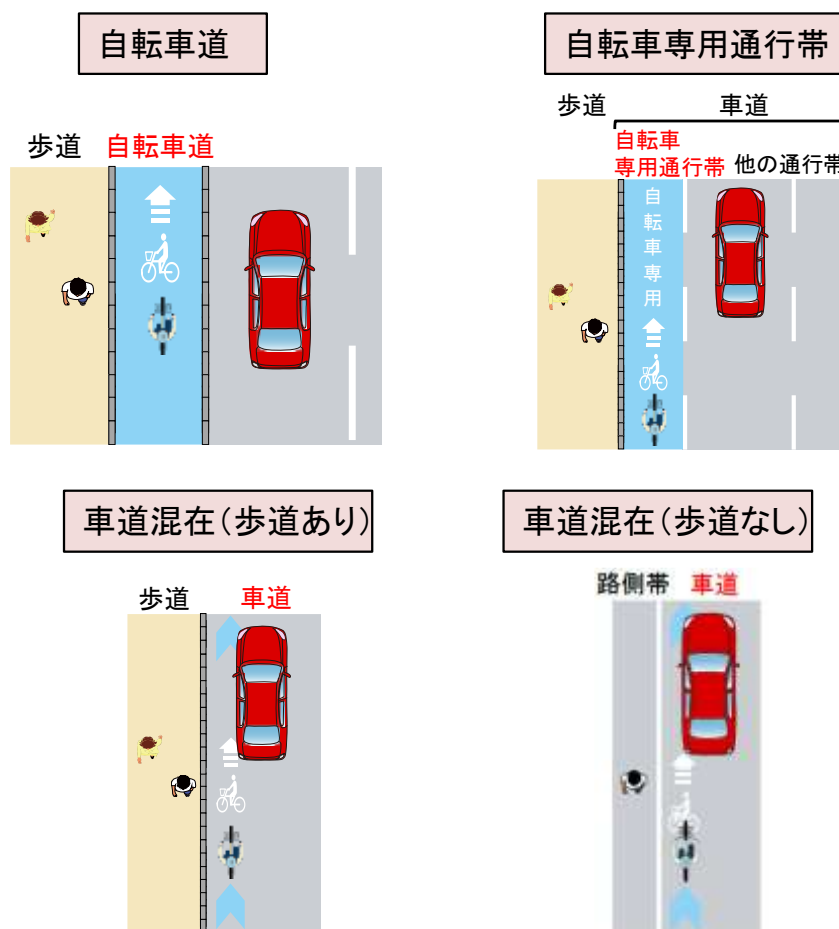 自転車道
自転車専用通行帯
歩道
自転車道
歩道
車道
自転車
専用通行帯
他の通行帯
自転車専用
車道混在（歩道あり）
車道混在（歩道なし）
歩道
車道
路側帯
車道